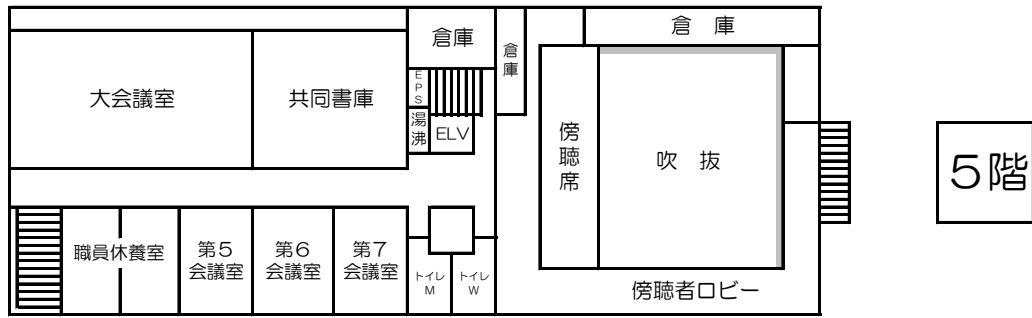 倉庫
倉庫
倉　庫
大会議室
共同書庫
EPS
湯沸
ELV
傍聴席
吹　抜
5階
職員休養室
第5
会議室
第6
会議室
第7
会議室
トイレ
M
トイレ
W
傍聴者ロビー